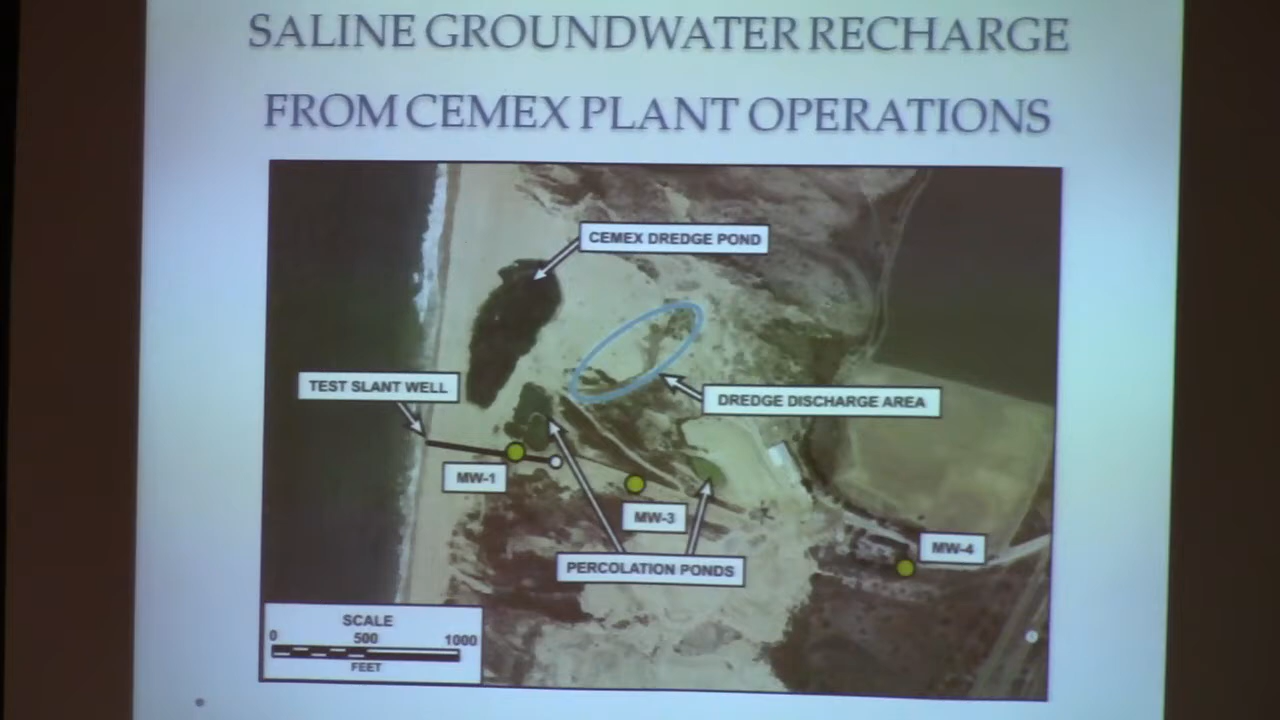 SALINE GROUNDWATER RECHARGE
FROM CEMEX PLANT OPERATIONS
CEMEX DREDGE POND
TEST SLANT WELL
DREDGE DISCHARGE AREA
MW-1
MW-3
MW-4
PERCOLATION PONDS
SCALE
0 500 1000
FEET